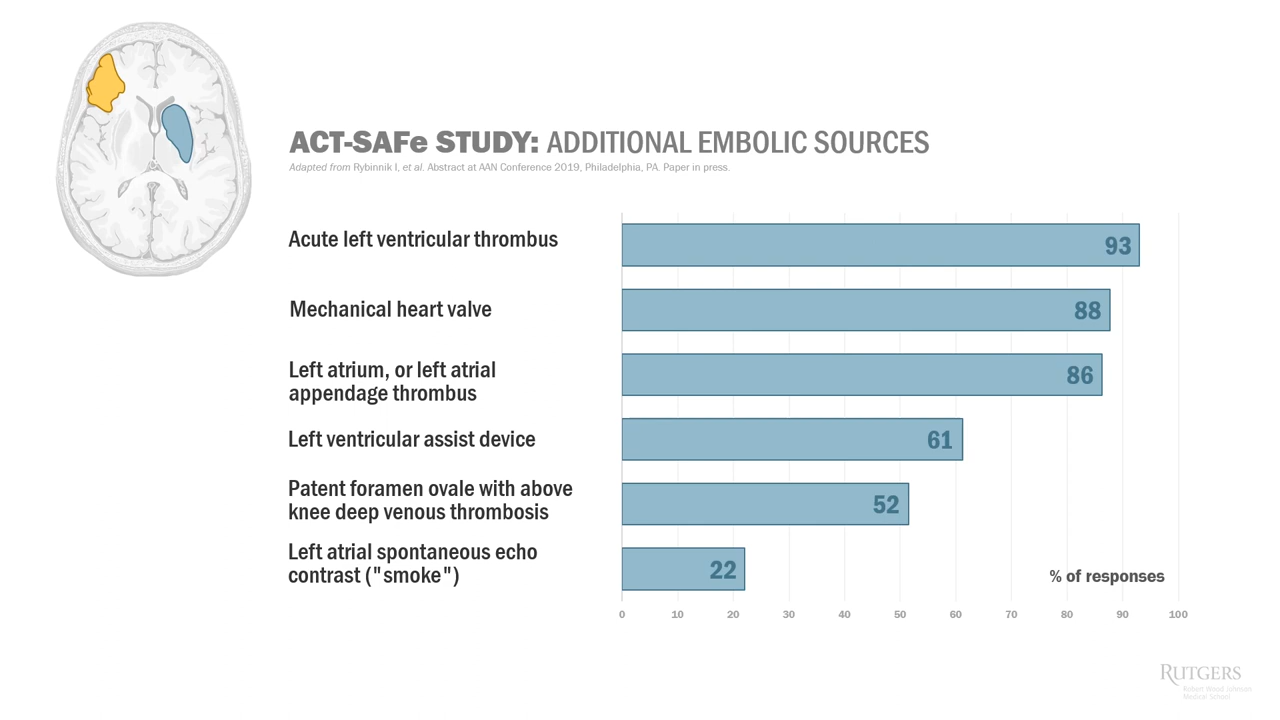 ACT-SAFe STUDY: ADDITIONAL EMBOLIC SOURCES
Adapted from Rybinnik I, et al. Abstract at AAN Conference 2019, Philadelphia, PA. Paper in press.
Acute left ventricular thrombus
93
Mechanical heart valve
88
Left atrium, or left atrial
appendage thrombus
86
Left ventricular assist device
61
Patent foramen ovale with above
knee deep venous thrombosis
52
Left atrial spontaneous echo
contrast ("smoke")
22
% of responses
0 10 20 30 40 50 60 70 80 90 100
RUTGERS
Robert Wood Johnson
Medical School